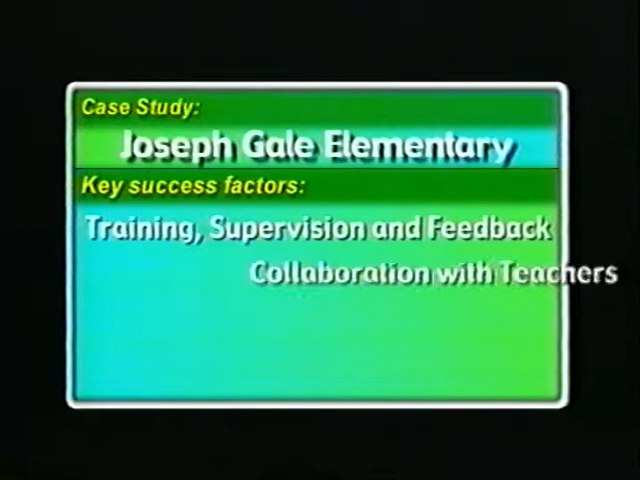 Case Study:
Joseph Gale Elementary
Key success factors:
Training, Supervision and Feedback
Collaboration with Teachers